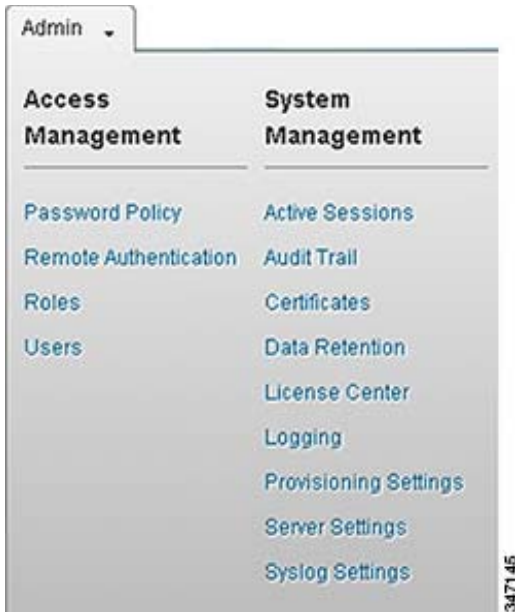 Admin
Access
Management
Password Policy
Remote Authentication
Roles
Users
System
Management
Active Sessions
Audit Trail
Certificates
Data Retention
License Center
Logging
Provisioning Settings
Server Settings
Syslog Settings
347145